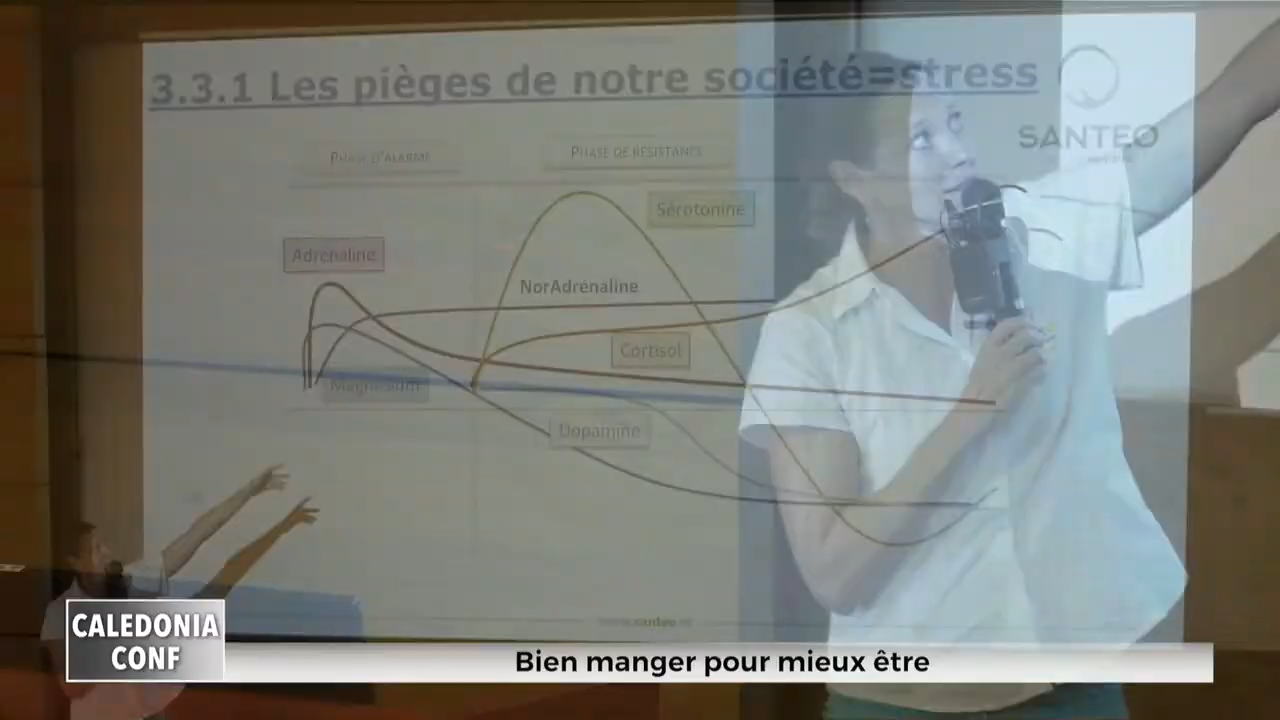 3.3.1 Les pièges de notre société=stress
SANTEO
PHASE D'ALARME
PHASE DE RÉSISTANCE
Sérotonine
Adrénaline
NorAdrénaline
Cortisol
Magnésium
Dopamine
CALEDONIA
CONF
Bien manger pour mieux être